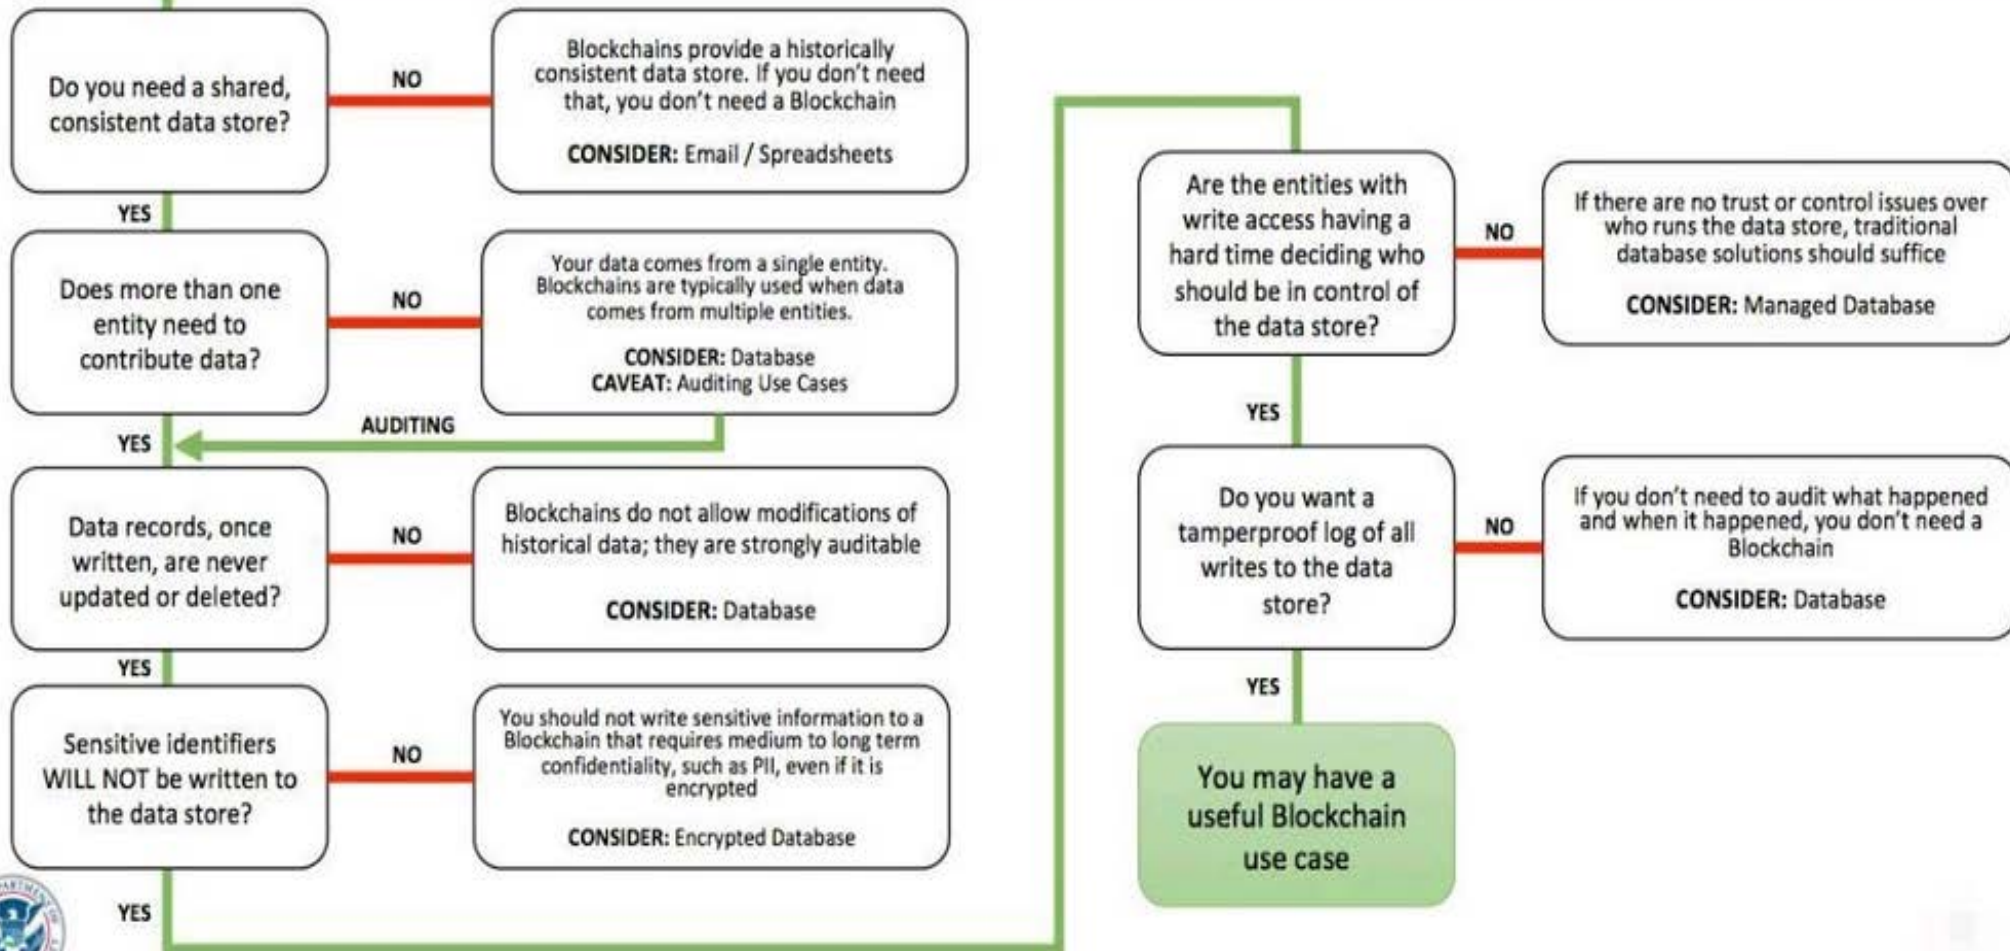 Do you need a shared,
consistent data store?
NO
Blockchains provide a historically
consistent data store. If you don't need
that, you don't need a Blockchain
CONSIDER: Email / Spreadsheets
YES
Does more than one
entity need to
contribute data?
NO
Your data comes from a single entity.
Blockchains are typically used when data
comes from multiple entities.
CONSIDER: Database
CAVEAT: Auditing Use Cases
AUDITING
YES
Data records, once
written, are never
updated or deleted?
NO
Blockchains do not allow modifications of
historical data; they are strongly auditable
CONSIDER: Database
YES
Sensitive identifiers
WILL NOT be written to
the data store?
NO
You should not write sensitive information to a
Blockchain that requires medium to long term
confidentiality, such as PII, even if it is
encrypted
CONSIDER: Encrypted Database
YES
Are the entities with
write access having a
hard time deciding who
should be in control of
the data store?
NO
If there are no trust or control issues over
who runs the data store, traditional
database solutions should suffice
CONSIDER: Managed Database
YES
Do you want a
tamperproof log of all
writes to the data
store?
NO
If you don't need to audit what happened
and when it happened, you don't need a
Blockchain
CONSIDER: Database
YES
You may have a
useful Blockchain
use case